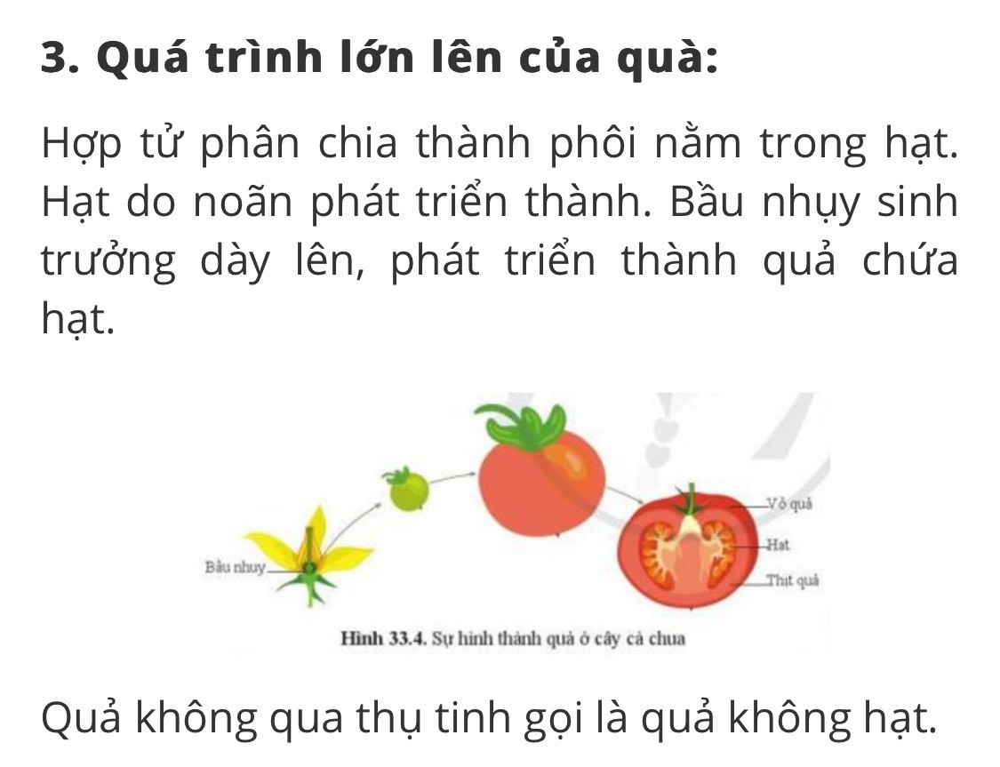 3. Quá trình lớn lên của quà:
Hợp tử phân chia thành phôi nằm trong hạt.
Hạt do noãn phát triển thành. Bầu nhụy sinh
trưởng dày lên, phát triển thành quả chứa
hạt.
Vỏ quả
Hạt
Bầu nhuỵ
Thịt quả
Hình 33.4. Sự hình thành quả ở cây cà chua
Quả không qua thụ tinh gọi là quả không hạt.